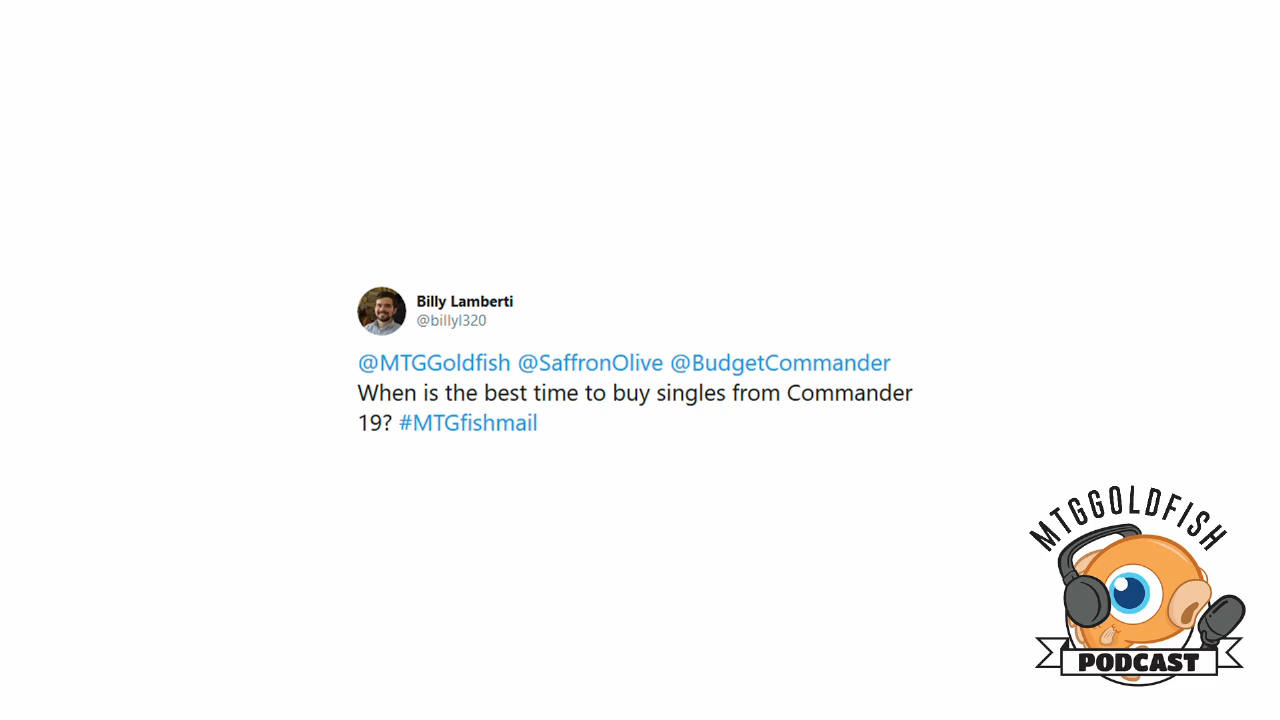 Billy Lamberti
@billyl320
@MTGGoldfish @SaffronOlive @BudgetCommander
When is the best time to buy singles from Commander
19? #MTGfishmail
MTGGOLDFISH
PODCAST